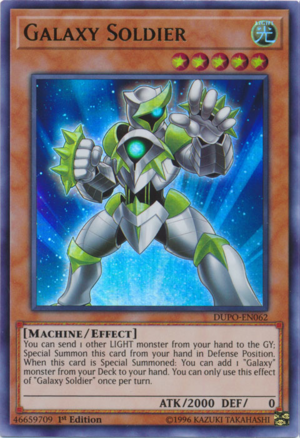 GALAXY SOLDIER
LIGHT
光
DUPO-EN062
[MACHINE/EFFECT]
You can send 1 other LIGHT monster from your hand to the GY;
Special Summon this card from your hand in Defense Position.
When this card is Special Summoned: You can add 1 "Galaxy"
monster from your Deck to your hand. You can only use this effect
of "Galaxy Soldier" once per turn.
ATK/2000 DEF/ 0
46659709 1st Edition ©1996 KAZUKI TAKAHASHI